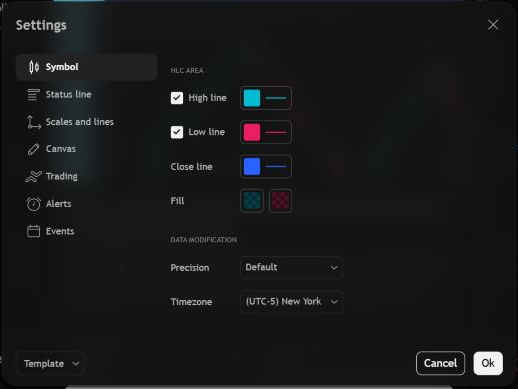 Settings
Symbol
Status line
Scales and lines
Canvas
Trading
Alerts
Events
HLC AREA
High line
Low line
Close line
Fill
DATA MODIFICATION
Precision Default
Timezone (UTC-5) New York
Template Cancel Ok